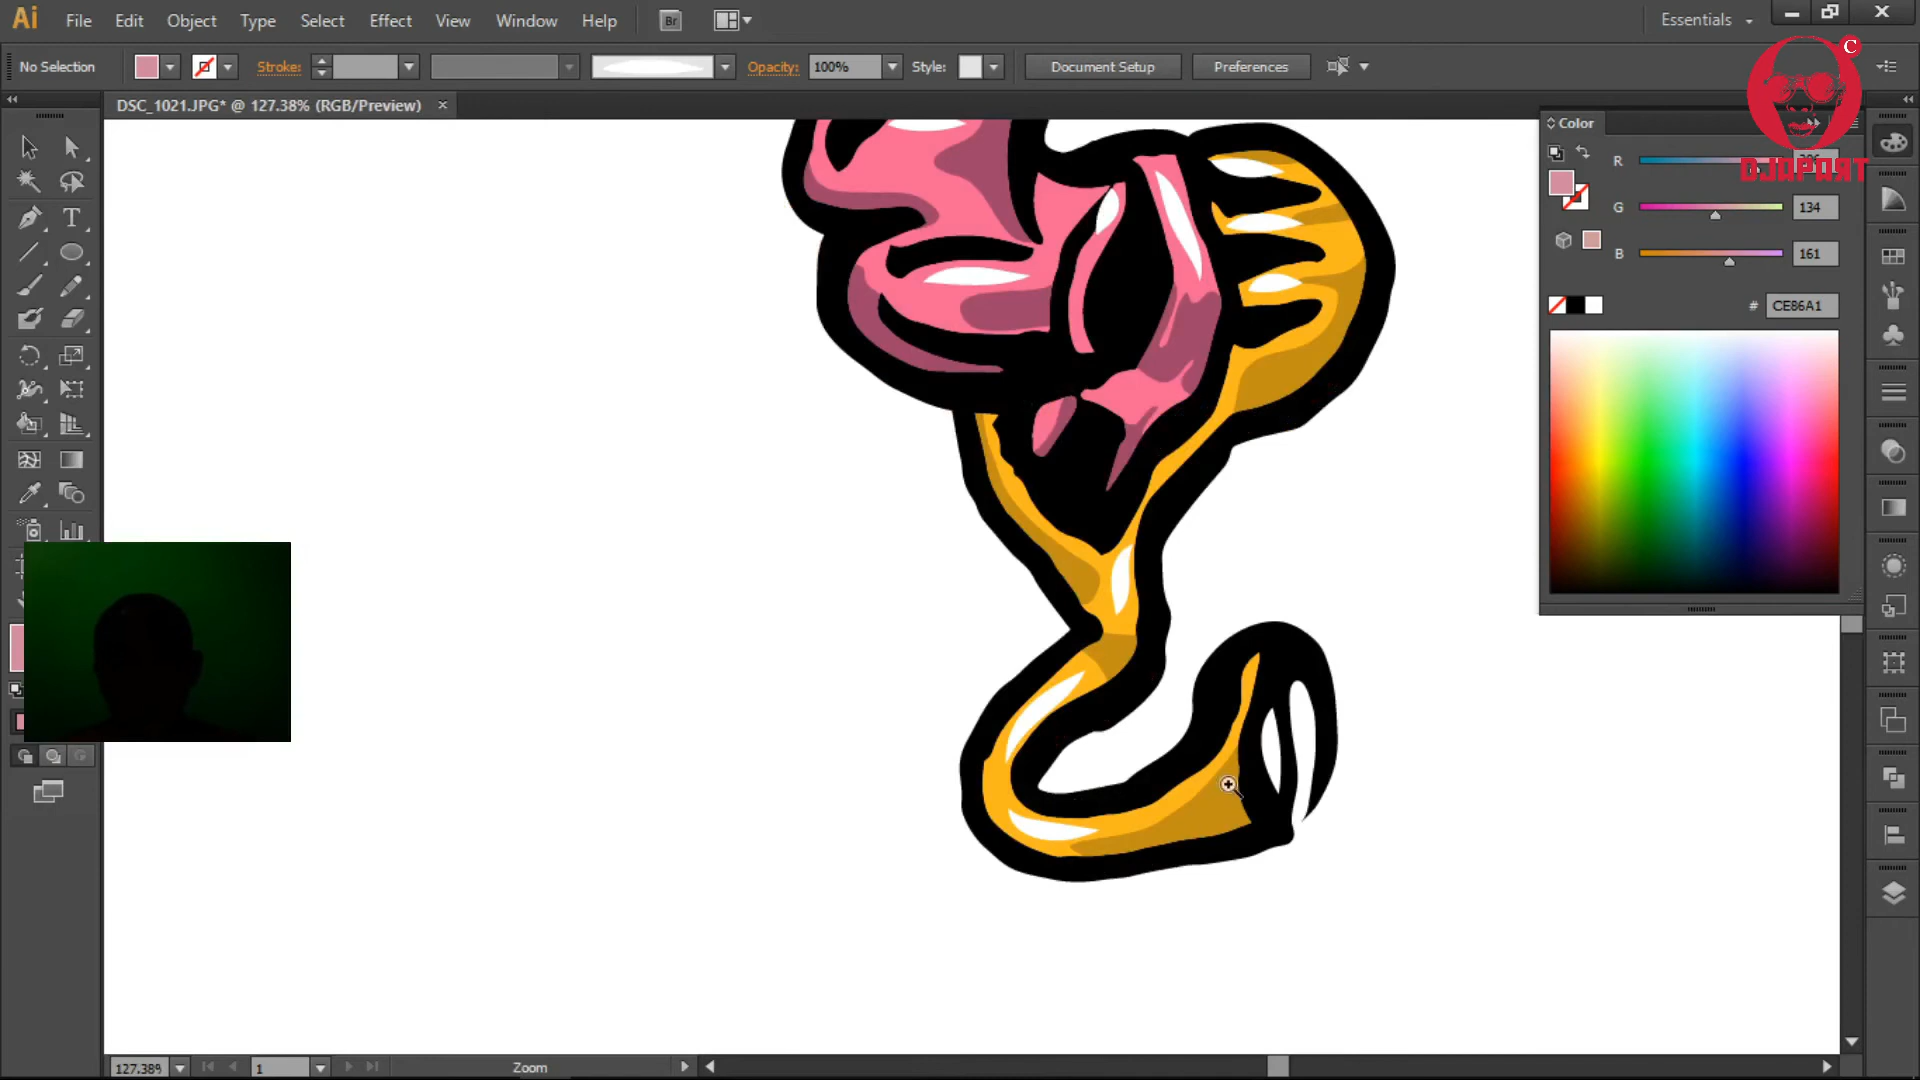 Ai File Edit Object Type Select Effect View Window Help Br Essentials
No Selection Stroke: Opacity: 100% Style: Document Setup Preferences
C
DSC_1021.JPG* @ 127.38% (RGB/Preview)
Color
R
DJAPART
G 134
B 161
# CE86A1
127.38% 1 Zoom